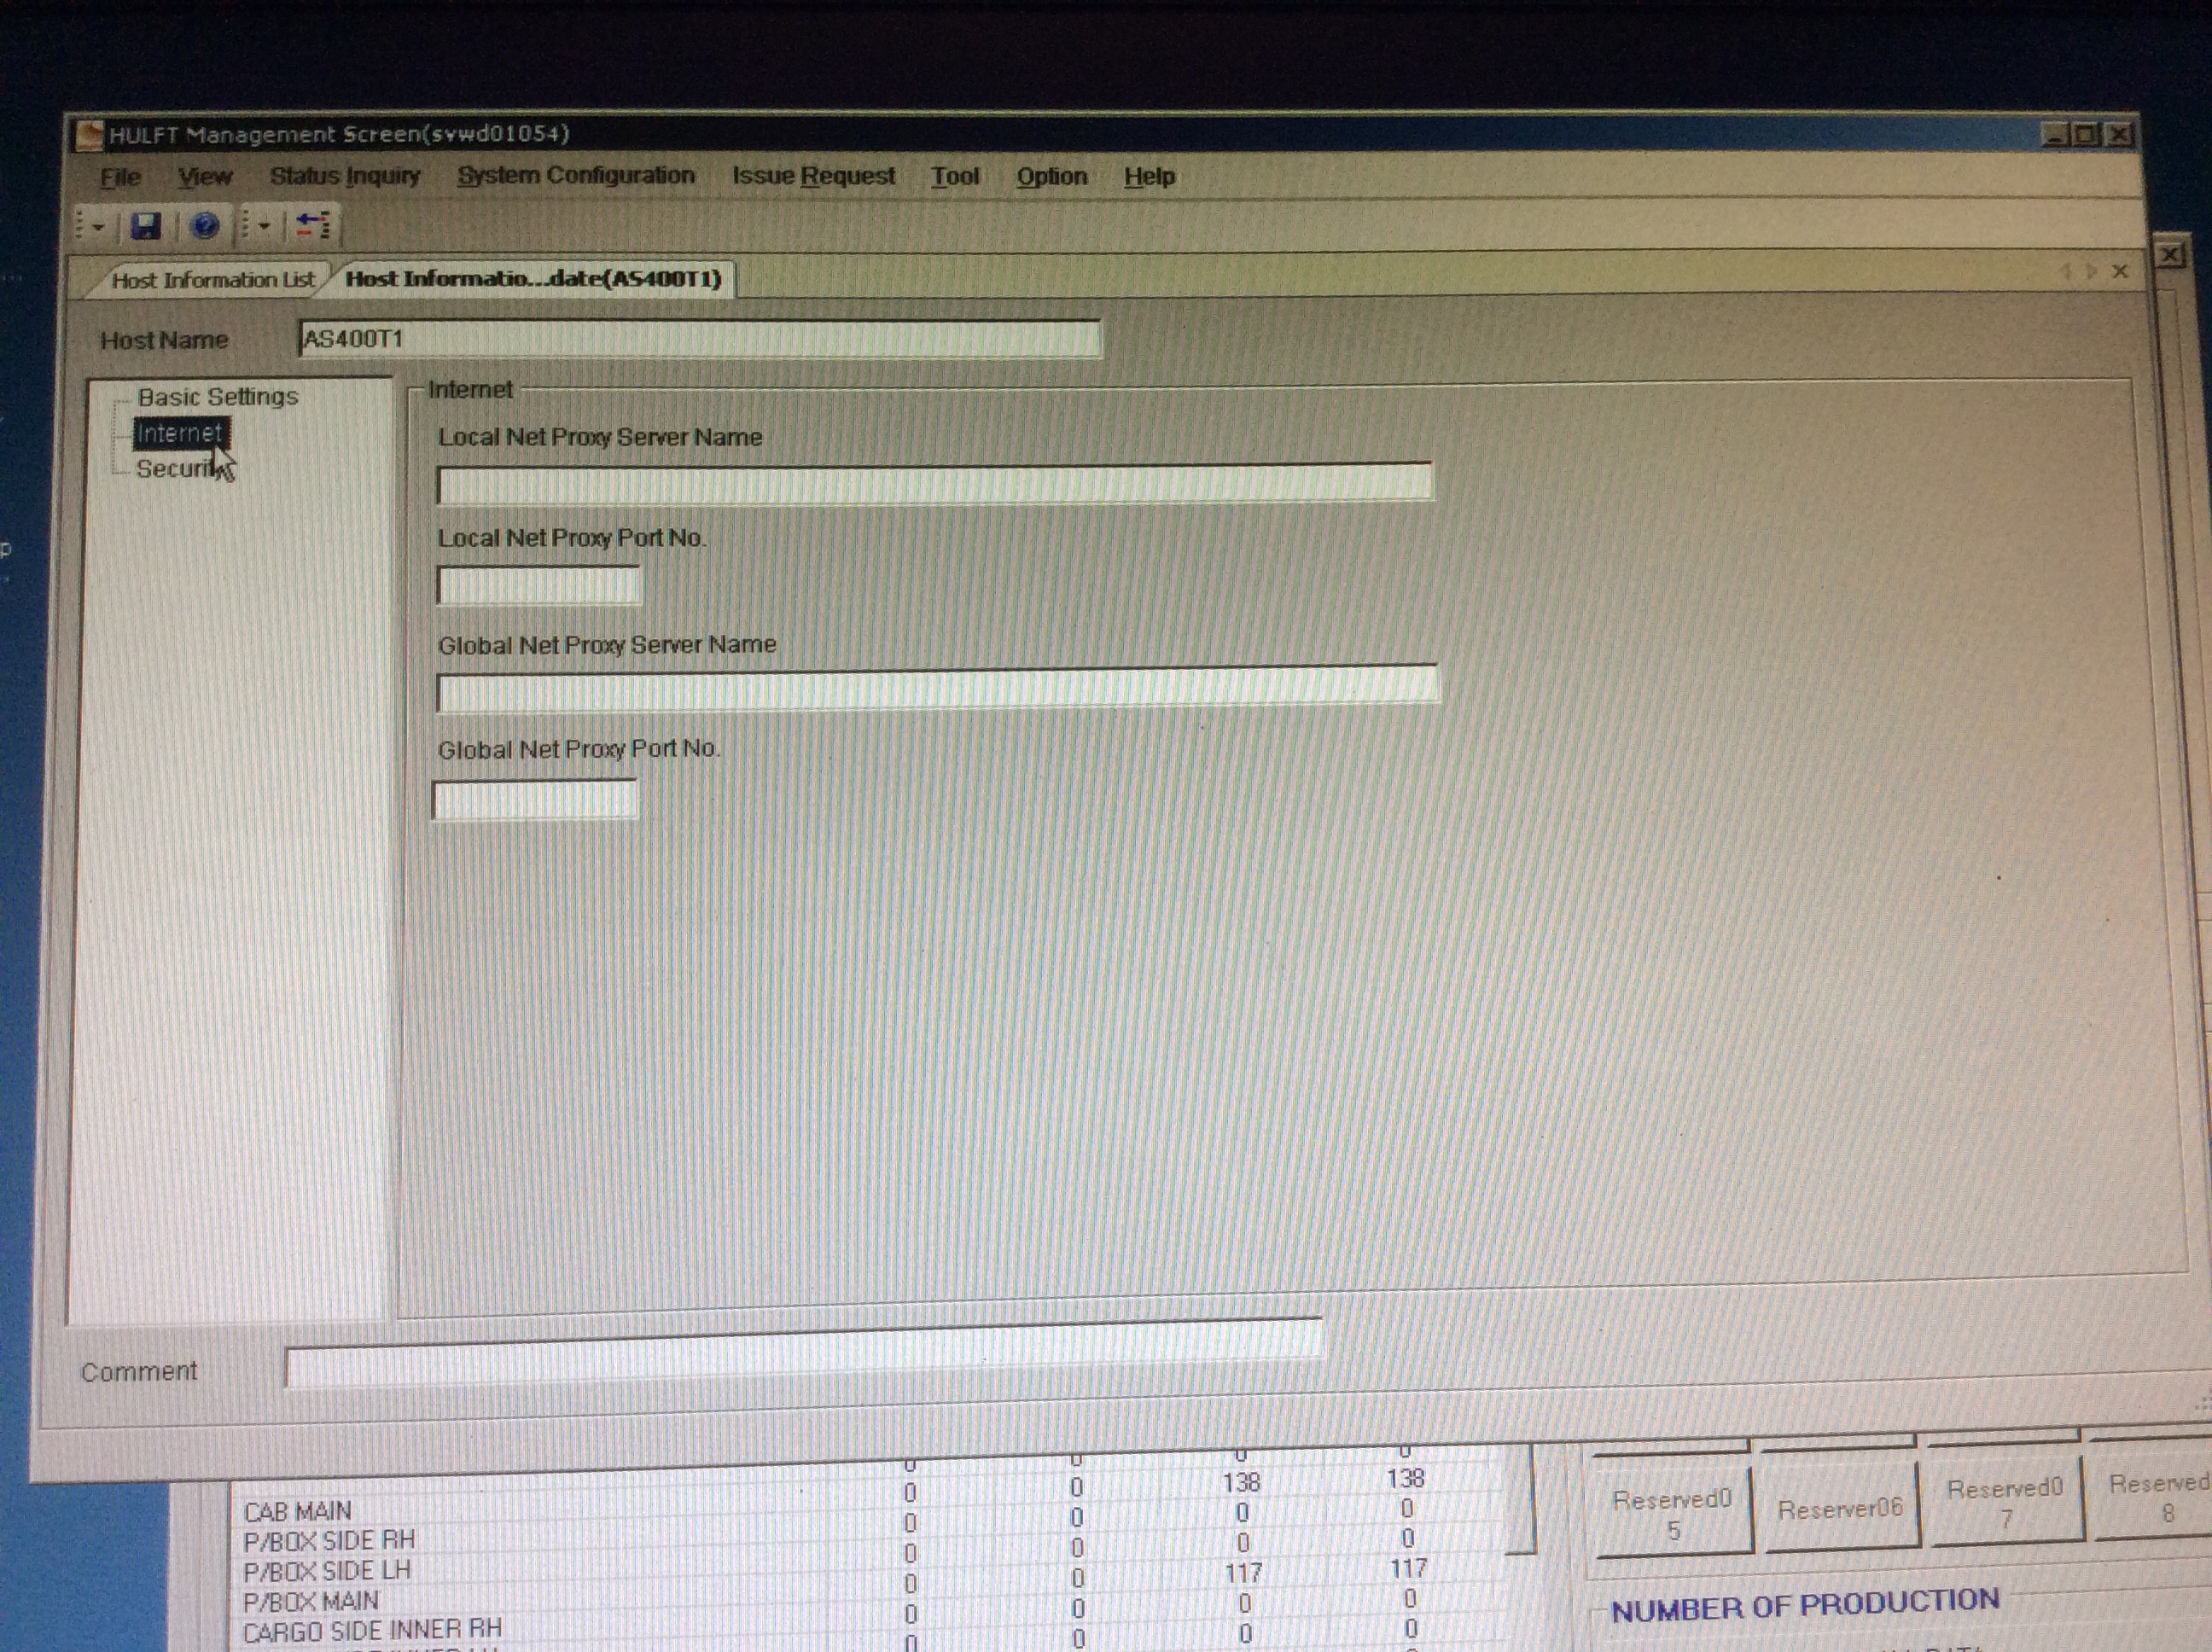 HULFT Management Screen(svwd01054)
File View Status Inquiry System Configuration Issue Request Tool Option Help
Host Information List Host Informatio...date(AS400T1)
Host Name AS400T1
Basic Settings
Internet
Internet
Local Net Proxy Server Name
Local Net Proxy Port No.
Global Net Proxy Server Name
Global Net Proxy Port No.
Comment
0 0 138 138
CAB MAIN 0 0 0 0
P/BOX SIDE RH 0 0 0 0
P/BOX SIDE LH 0 0 117 117
P/BOX MAIN 0 0 0 0
CARGO SIDE INNER RH 0 0 0 0
Reserved0
5
Reserver06
Reserved0
7
Reserved
8
NUMBER OF PRODUCTION